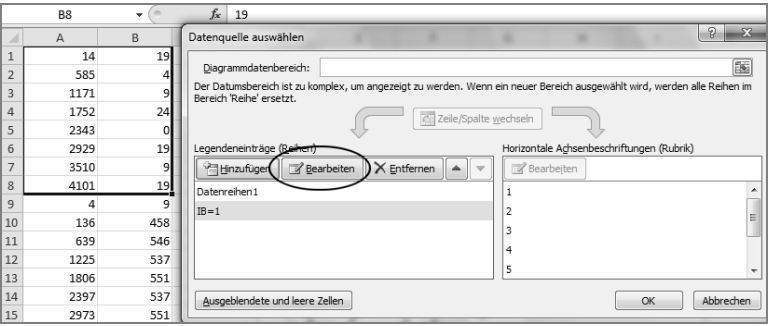 B8 fx 19
A B
1 14 19
2 585 4
3 1171 9
4 1752 24
5 2343 0
6 2929 19
7 3510 9
8 4101 19
9 4 9
10 136 458
11 639 546
12 1225 537
13 1806 551
14 2397 537
15 2973 551
Datenquelle auswählen
Diagrammdatenbereich:
Der Datumsbereich ist zu komplex, um angezeigt zu werden. Wenn ein neuer Bereich ausgewählt wird, werden alle Reihen im
Bereich 'Reihe' ersetzt.
Zeile/Spalte wechseln
Legendeneinträge (Reihen)
Hinzufügen Bearbeiten Entfernen
Datenreihen1
IB=1
Horizontale Achsenbeschriftungen (Rubrik)
Bearbeiten
1
2
3
4
5
Ausgeblendete und leere Zellen OK Abbrechen